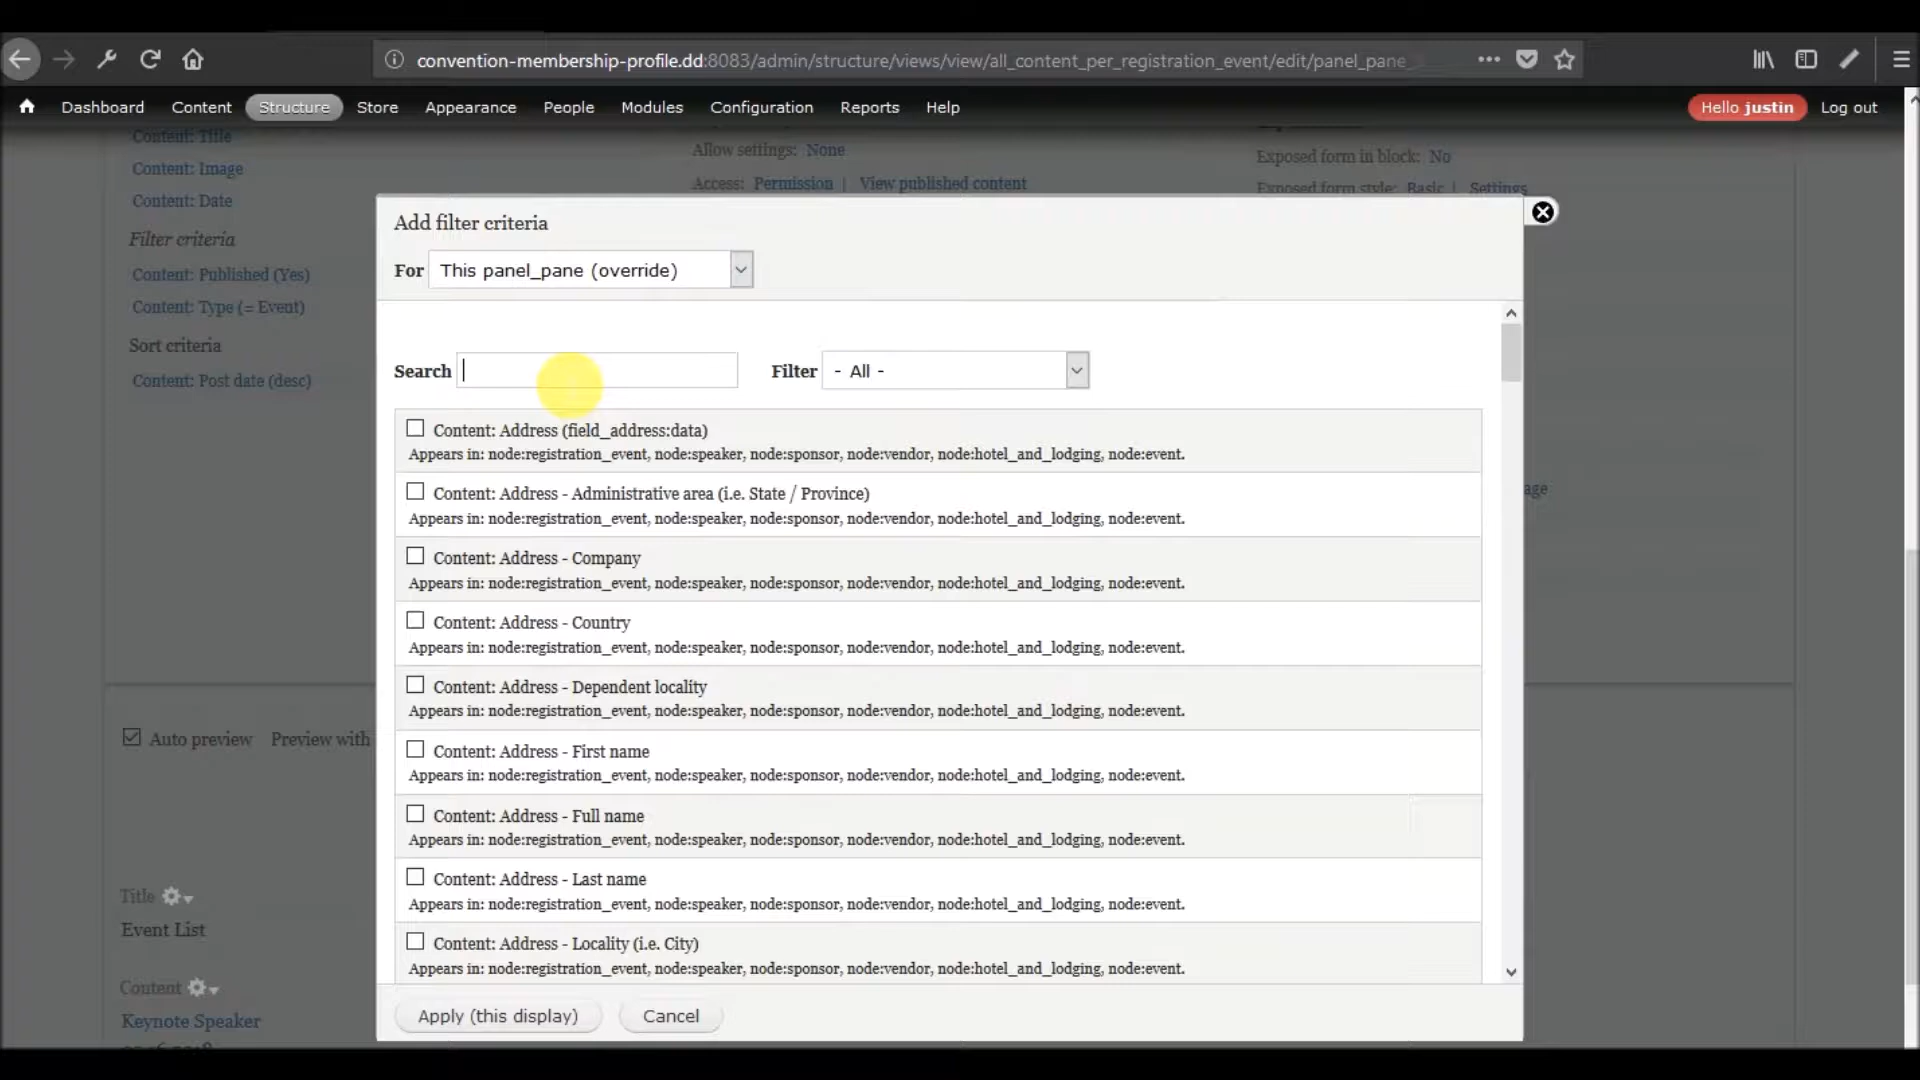 convention-membership-profile.dd:8083/admin/structure/views/view/all_content_per_registration_event/edit/panel_pane_
Dashboard Content Structure Store Appearance People Modules Configuration Reports Help Hello justin Log out
Content: Title
Content: Image
Content: Date
Filter criteria
Content: Published (Yes)
Content: Type (= Event)
Sort criteria
Content: Post date (desc)
Allow settings: None
Access: Permission | View published content
Exposed form in block: No
Exposed form style: Basic | Settings
Add filter criteria
For This panel_pane (override)
Search Filter - All -
Content: Address (field_address:data)
Appears in: node:registration_event, node:speaker, node:sponsor, node:vendor, node:hotel_and_lodging, node:event.
Content: Address - Administrative area (i.e. State / Province)
Appears in: node:registration_event, node:speaker, node:sponsor, node:vendor, node:hotel_and_lodging, node:event.
Content: Address - Company
Appears in: node:registration_event, node:speaker, node:sponsor, node:vendor, node:hotel_and_lodging, node:event.
Content: Address - Country
Appears in: node:registration_event, node:speaker, node:sponsor, node:vendor, node:hotel_and_lodging, node:event.
Content: Address - Dependent locality
Appears in: node:registration_event, node:speaker, node:sponsor, node:vendor, node:hotel_and_lodging, node:event.
Content: Address - First name
Appears in: node:registration_event, node:speaker, node:sponsor, node:vendor, node:hotel_and_lodging, node:event.
Content: Address - Full name
Appears in: node:registration_event, node:speaker, node:sponsor, node:vendor, node:hotel_and_lodging, node:event.
Content: Address - Last name
Appears in: node:registration_event, node:speaker, node:sponsor, node:vendor, node:hotel_and_lodging, node:event.
Content: Address - Locality (i.e. City)
Appears in: node:registration_event, node:speaker, node:sponsor, node:vendor, node:hotel_and_lodging, node:event.
Apply (this display) Cancel
age
Auto preview Preview with
Title
Event List
Content
Keynote Speaker